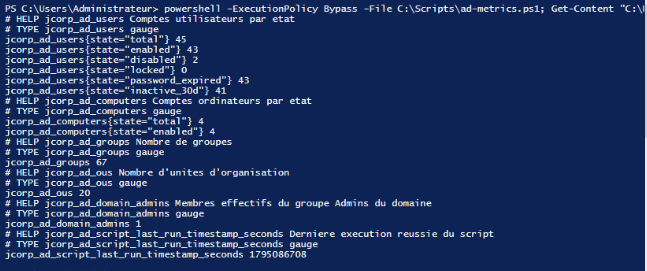 PS C:\Users\Administrateur> powershell -ExecutionPolicy Bypass -File C:\Scripts\ad-metrics.ps1; Get-Content "C:\
# HELP jcorp_ad_users Comptes utilisateurs par etat
# TYPE jcorp_ad_users gauge
jcorp_ad_users{state="total"} 45
jcorp_ad_users{state="enabled"} 43
jcorp_ad_users{state="disabled"} 2
jcorp_ad_users{state="locked"} 0
jcorp_ad_users{state="password_expired"} 43
jcorp_ad_users{state="inactive_30d"} 41
# HELP jcorp_ad_computers Comptes ordinateurs par etat
# TYPE jcorp_ad_computers gauge
jcorp_ad_computers{state="total"} 4
jcorp_ad_computers{state="enabled"} 4
# HELP jcorp_ad_groups Nombre de groupes
# TYPE jcorp_ad_groups gauge
jcorp_ad_groups 67
# HELP jcorp_ad_ous Nombre d'unites d'organisation
# TYPE jcorp_ad_ous gauge
jcorp_ad_ous 20
# HELP jcorp_ad_domain_admins Membres effectifs du groupe Admins du domaine
# TYPE jcorp_ad_domain_admins gauge
jcorp_ad_domain_admins 1
# HELP jcorp_ad_script_last_run_timestamp_seconds Derniere execution reussie du script
# TYPE jcorp_ad_script_last_run_timestamp_seconds gauge
jcorp_ad_script_last_run_timestamp_seconds 1795086708